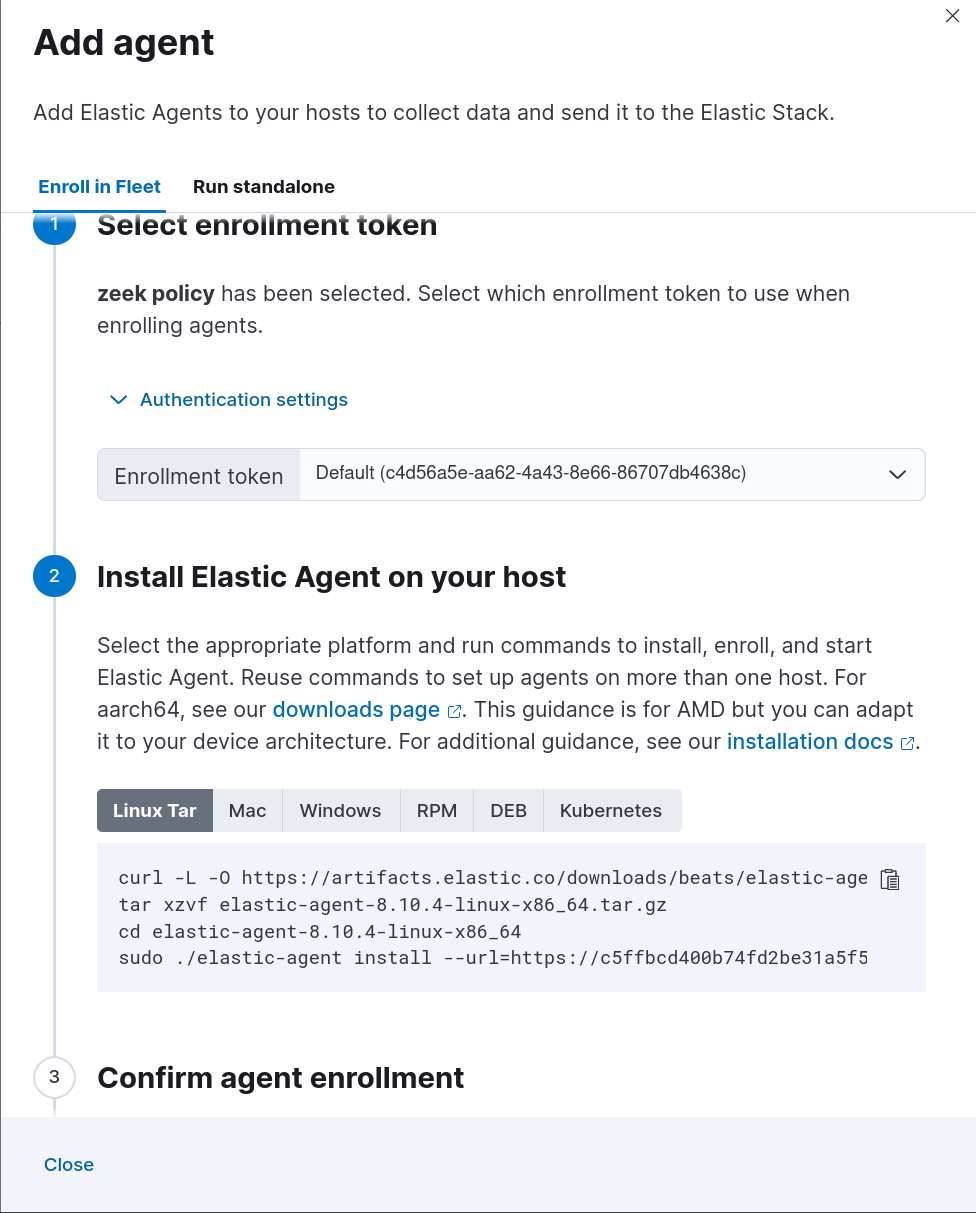 Add agent
Add Elastic Agents to your hosts to collect data and send it to the Elastic Stack.
Enroll in Fleet Run standalone
1 Select enrollment token
zeek policy has been selected. Select which enrollment token to use when
enrolling agents.
Authentication settings
Enrollment token Default (c4d56a5e-aa62-4a43-8e66-86707db4638c)
2 Install Elastic Agent on your host
Select the appropriate platform and run commands to install, enroll, and start
Elastic Agent. Reuse commands to set up agents on more than one host. For
aarch64, see our downloads page. This guidance is for AMD but you can adapt
it to your device architecture. For additional guidance, see our installation docs.
Linux Tar Mac Windows RPM DEB Kubernetes
curl -L -O https://artifacts.elastic.co/downloads/beats/elastic-age
tar xzvf elastic-agent-8.10.4-linux-x86_64.tar.gz
cd elastic-agent-8.10.4-linux-x86_64
sudo ./elastic-agent install --url=https://c5ffbcd400b74fd2be31a5f5
3 Confirm agent enrollment
Close